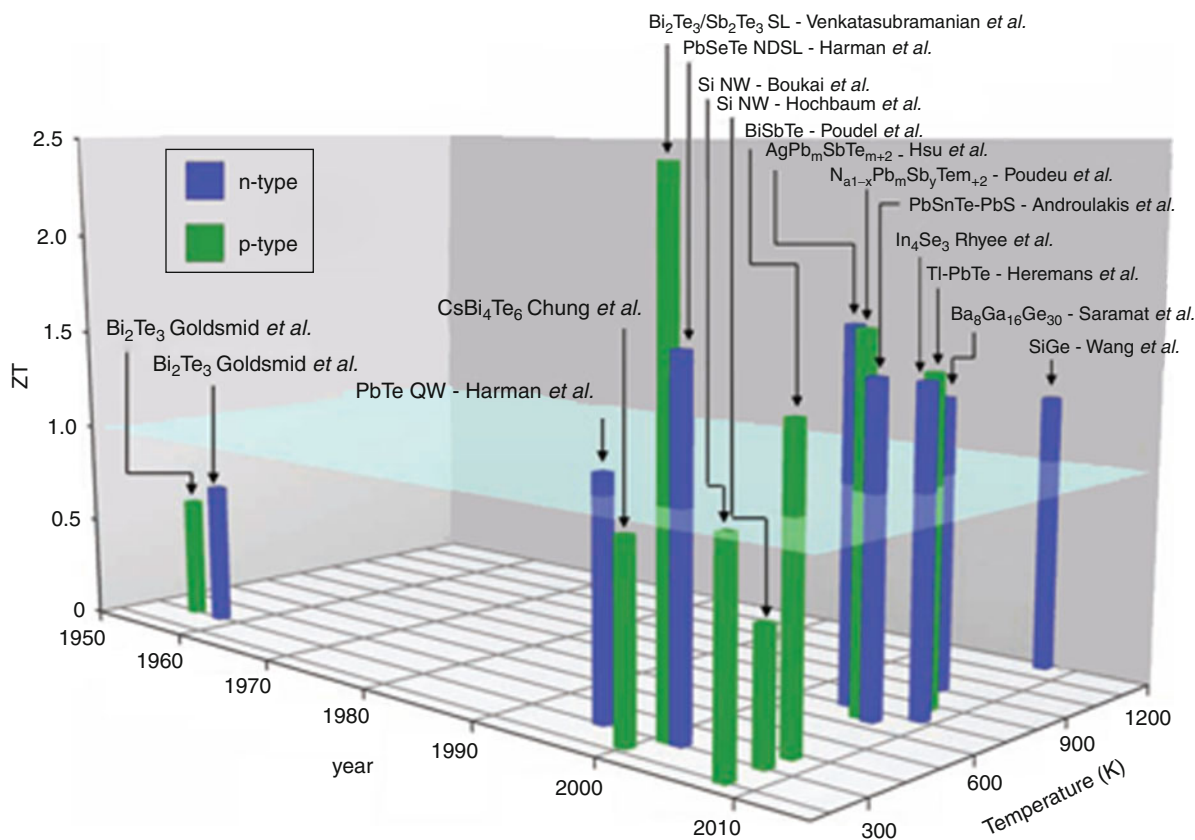 Bi₂Te₃/Sb₂Te₃ SL - Venkatasubramanian et al.
PbSeTe NDSL - Harman et al.
Si NW - Boukai et al.
Si NW - Hochbaum et al.
BiSbTe - Poudel et al.
AgPbₘSbTeₘ₊₂ - Hsu et al.
Nₐ₁₋ₓPbₘSbᵧTem₊₂ - Poudeu et al.
PbSnTe-PbS - Androulakis et al.
In₄Se₃ Rhyee et al.
Tl-PbTe - Heremans et al.
Ba₈Ga₁₆Ge₃₀ - Saramat et al.
SiGe - Wang et al.
CsBi₄Te₆ Chung et al.
PbTe QW - Harman et al.
Bi₂Te₃ Goldsmid et al.
Bi₂Te₃ Goldsmid et al.
n-type
p-type
ZT
2.5
2.0
1.5
1.0
0.5
0
1950
1960
1970
1980
1990
2000
2010
year
300
600
900
1200
Temperature (K)